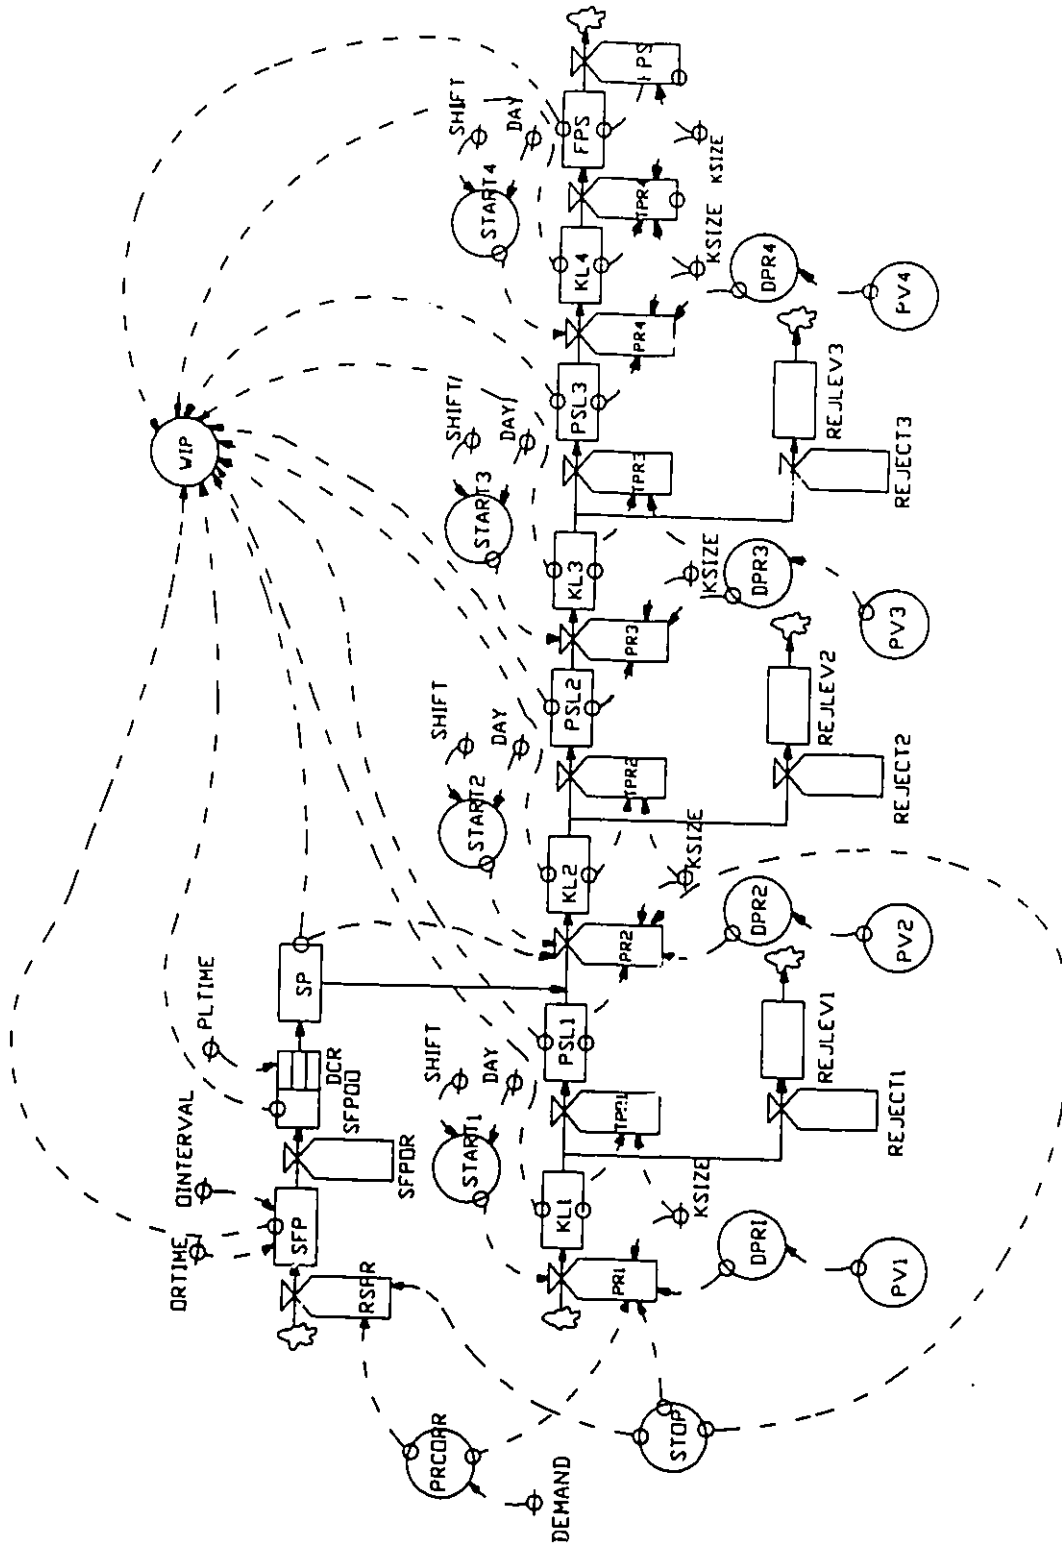 WIP
SHIFT
DAY
START4
SHIFT
DAY
START3
SHIFT
DAY
START2
SHIFT
DAY
START1
PLTIME
OINTERVAL
ORTIME
SP
DCR
SFPOO
SFPOR
SFP
RSRR
PRCORR
DEMAND
STOP
PR1
KL1
TPR1
PSL1
PR2
KL2
TPR2
PSL2
PR3
KL3
TPR3
PSL3
PR4
KL4
TPR4
FPS
KSIZE
KSIZE
KSIZE
KSIZE
KSIZE
DPR1
PV1
DPR2
PV2
DPR3
PV3
DPR4
PV4
REJLEV1
REJECT1
REJLEV2
REJECT2
REJLEV3
REJECT3